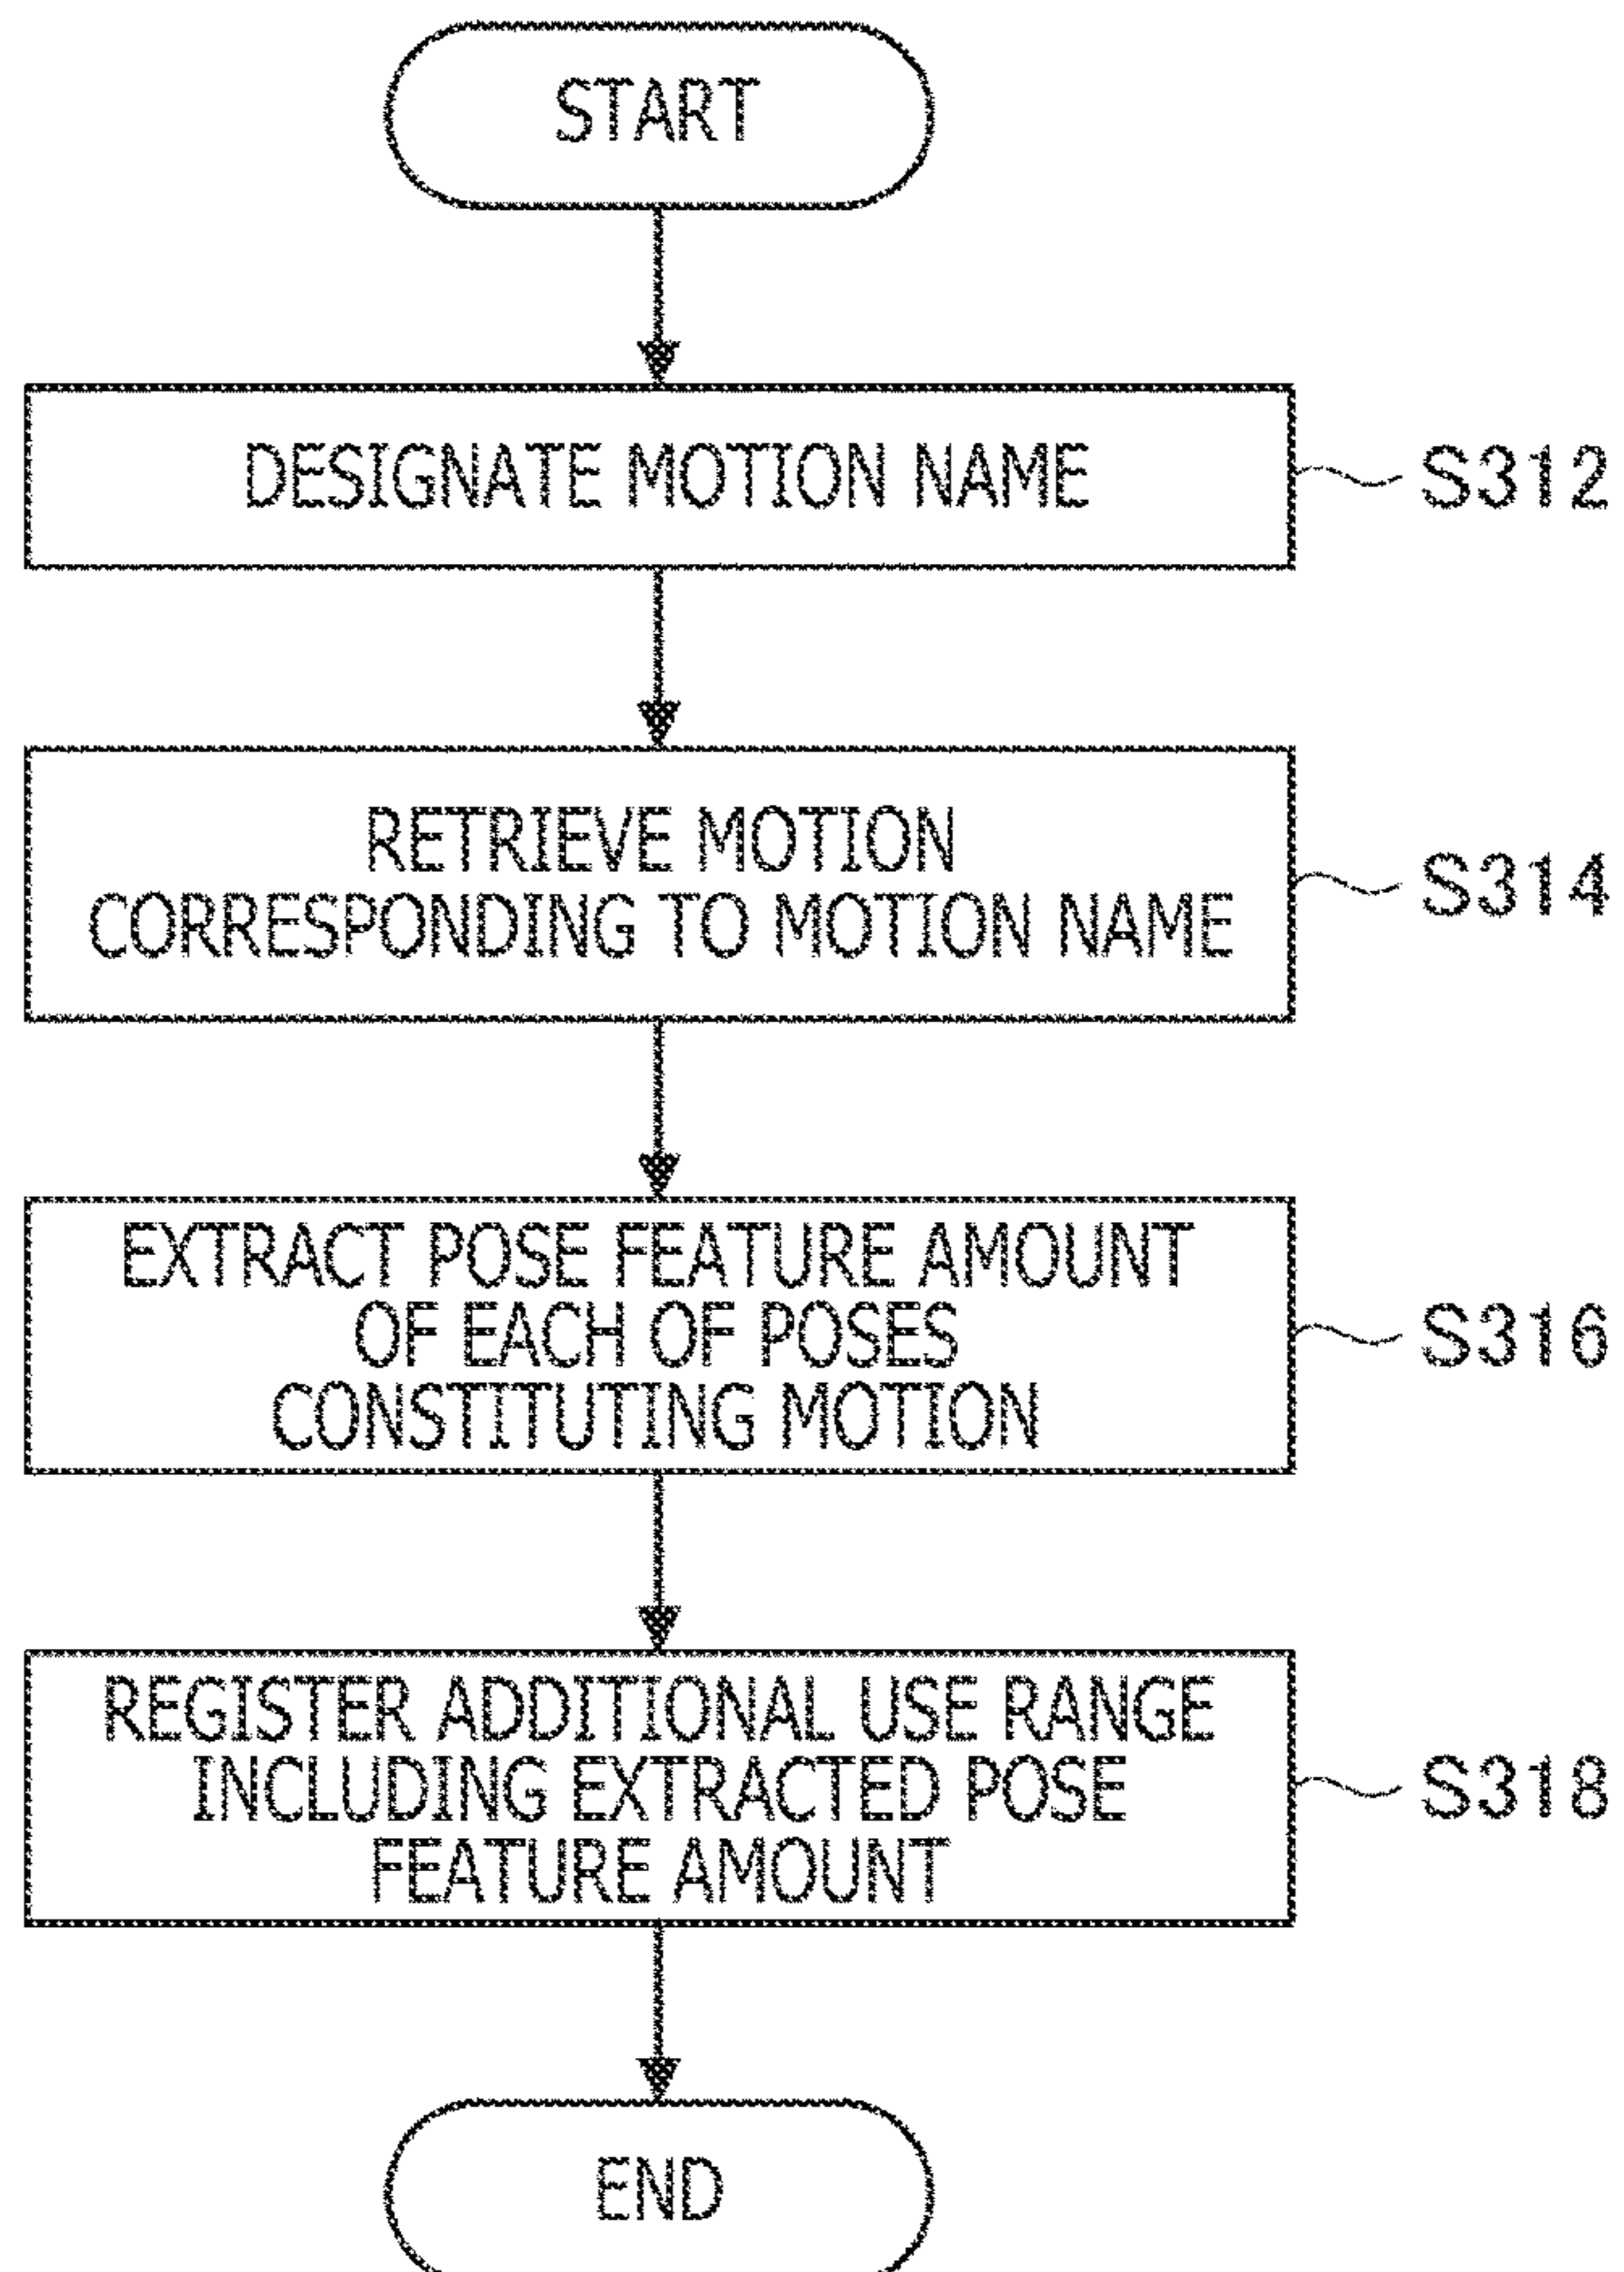 START
DESIGNATE MOTION NAME
S312
RETRIEVE MOTION
CORRESPONDING TO MOTION NAME
S314
EXTRACT POSE FEATURE AMOUNT
OF EACH OF POSES
CONSTITUTING MOTION
S316
REGISTER ADDITIONAL USE RANGE
INCLUDING EXTRACTED POSE
FEATURE AMOUNT
S318
END